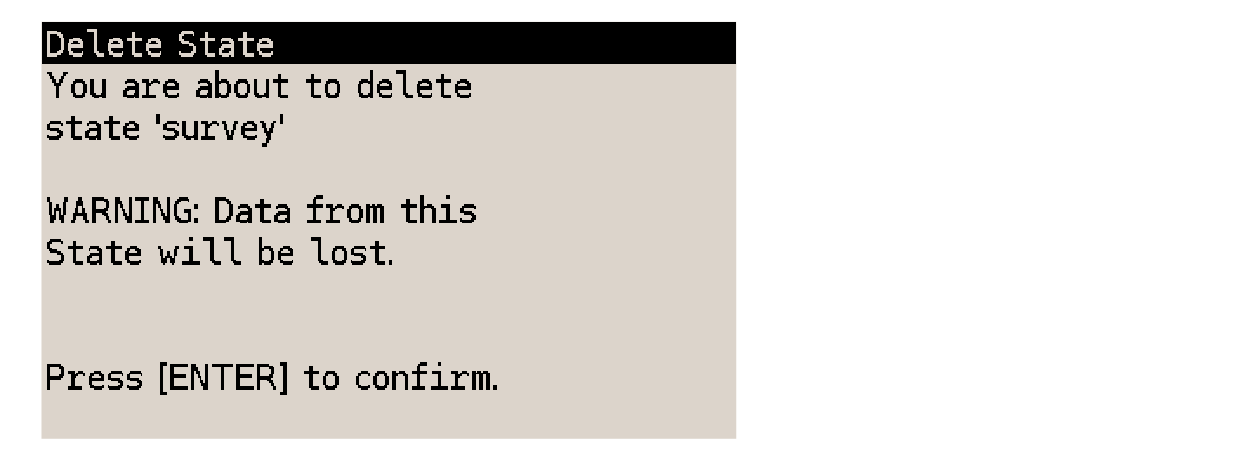 Delete State
You are about to delete
state 'survey'
WARNING: Data from this
State will be lost.
Press [ENTER] to confirm.